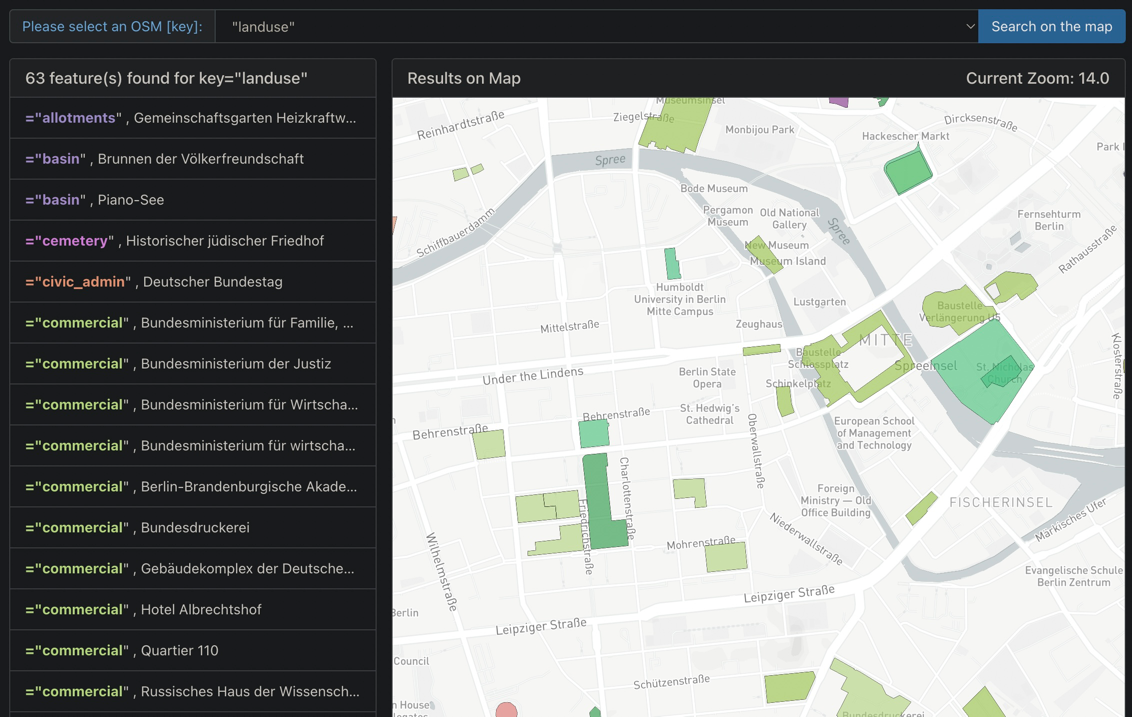 Please select an OSM [key]:
"landuse"
Search on the map
63 feature(s) found for key="landuse"
="allotments" , Gemeinschaftsgarten Heizkraftw...
="basin" , Brunnen der Völkerfreundschaft
="basin" , Piano-See
="cemetery" , Historischer jüdischer Friedhof
="civic_admin" , Deutscher Bundestag
="commercial" , Bundesministerium für Familie, ...
="commercial" , Bundesministerium der Justiz
="commercial" , Bundesministerium für Wirtscha...
="commercial" , Bundesministerium für wirtscha...
="commercial" , Berlin-Brandenburgische Akade...
="commercial" , Bundesdruckerei
="commercial" , Gebäudekomplex der Deutsche...
="commercial" , Hotel Albrechtshof
="commercial" , Quartier 110
="commercial" , Russisches Haus der Wissensch...
Results on Map
Current Zoom: 14.0
Museumsinsel
Reinhardtstraße
Ziegelstraße
Monbijou Park
Dircksenstraße
Hackescher Markt
Park
Spree
Bode Museum
Pergamon
Museum
Old National
Gallery
Spree
Fernsehturm
Berlin
Schiffbauerdamm
New Museum
Museum Island
Rathausstraße
Humboldt
University in Berlin
Mitte Campus
Lustgarten
Baustelle
Verlängerung U5
Mittelstraße
Zeughaus
MITTE
Klosterstraße
Under the Lindens
Baustelle
Schlossplatz
Spreeinsel
St. Nicholas
Church
Berlin State
Opera
Schinkelplatz
Behrenstraße
St. Hedwig's
Cathedral
Behrenstraße
European School
of Management
and Technology
Oberwallstraße
Charlottenstraße
Friedrichstraße
Foreign
Ministry — Old
Office Building
FISCHERINSEL
Märkisches Ufer
Niederwallstraße
Mohrenstraße
Wilhelmstraße
Evangelische Schule
Berlin Zentrum
Leipziger Straße
Berlin
Leipziger Straße
Council
Schützenstraße
n House
Bundesdruckerei